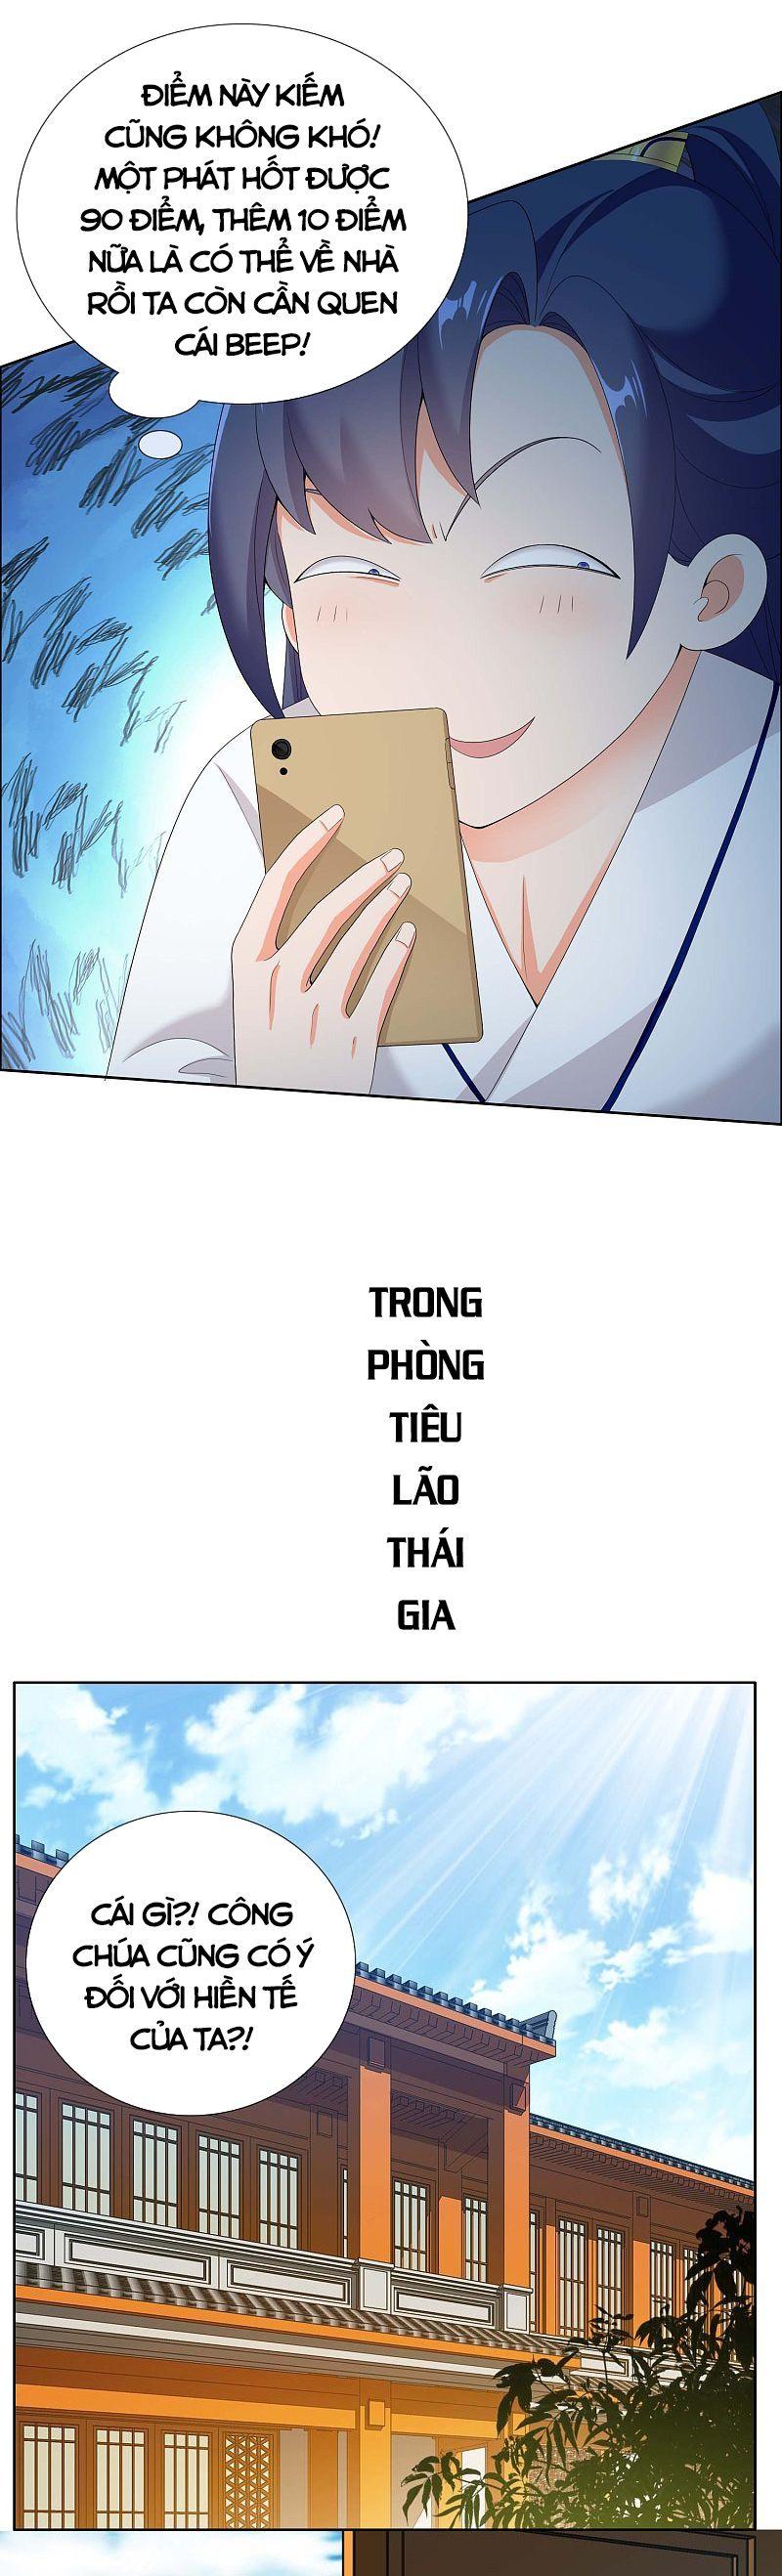 ĐIỂM NÀY KIẾM
CŨNG KHÔNG KHÓ!
MỘT PHÁT HỐT ĐƯỢC
90 ĐIỂM, THÊM 10 ĐIỂM
NỮA LÀ CÓ THỂ VỀ NHÀ
RỒI TA CÒN CẦN QUEN
CÁI BEEP!
TRONG
PHÒNG
TIÊU
LÃO
THÁI
GIA
CÁI GÌ?! CÔNG
CHÚA CŨNG CÓ Ý
ĐỐI VỚI HIỀN TẾ
CỦA TA?!